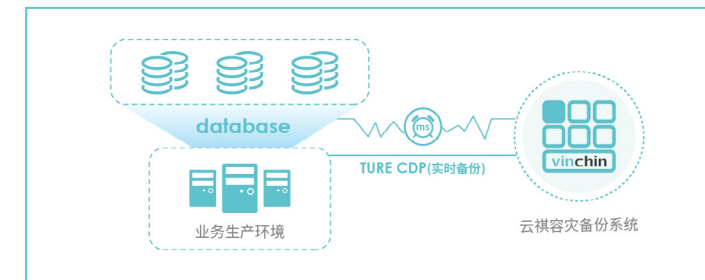 database
ms
TURE CDP(实时备份)
vinchin
业务生产环境
云祺容灾备份系统